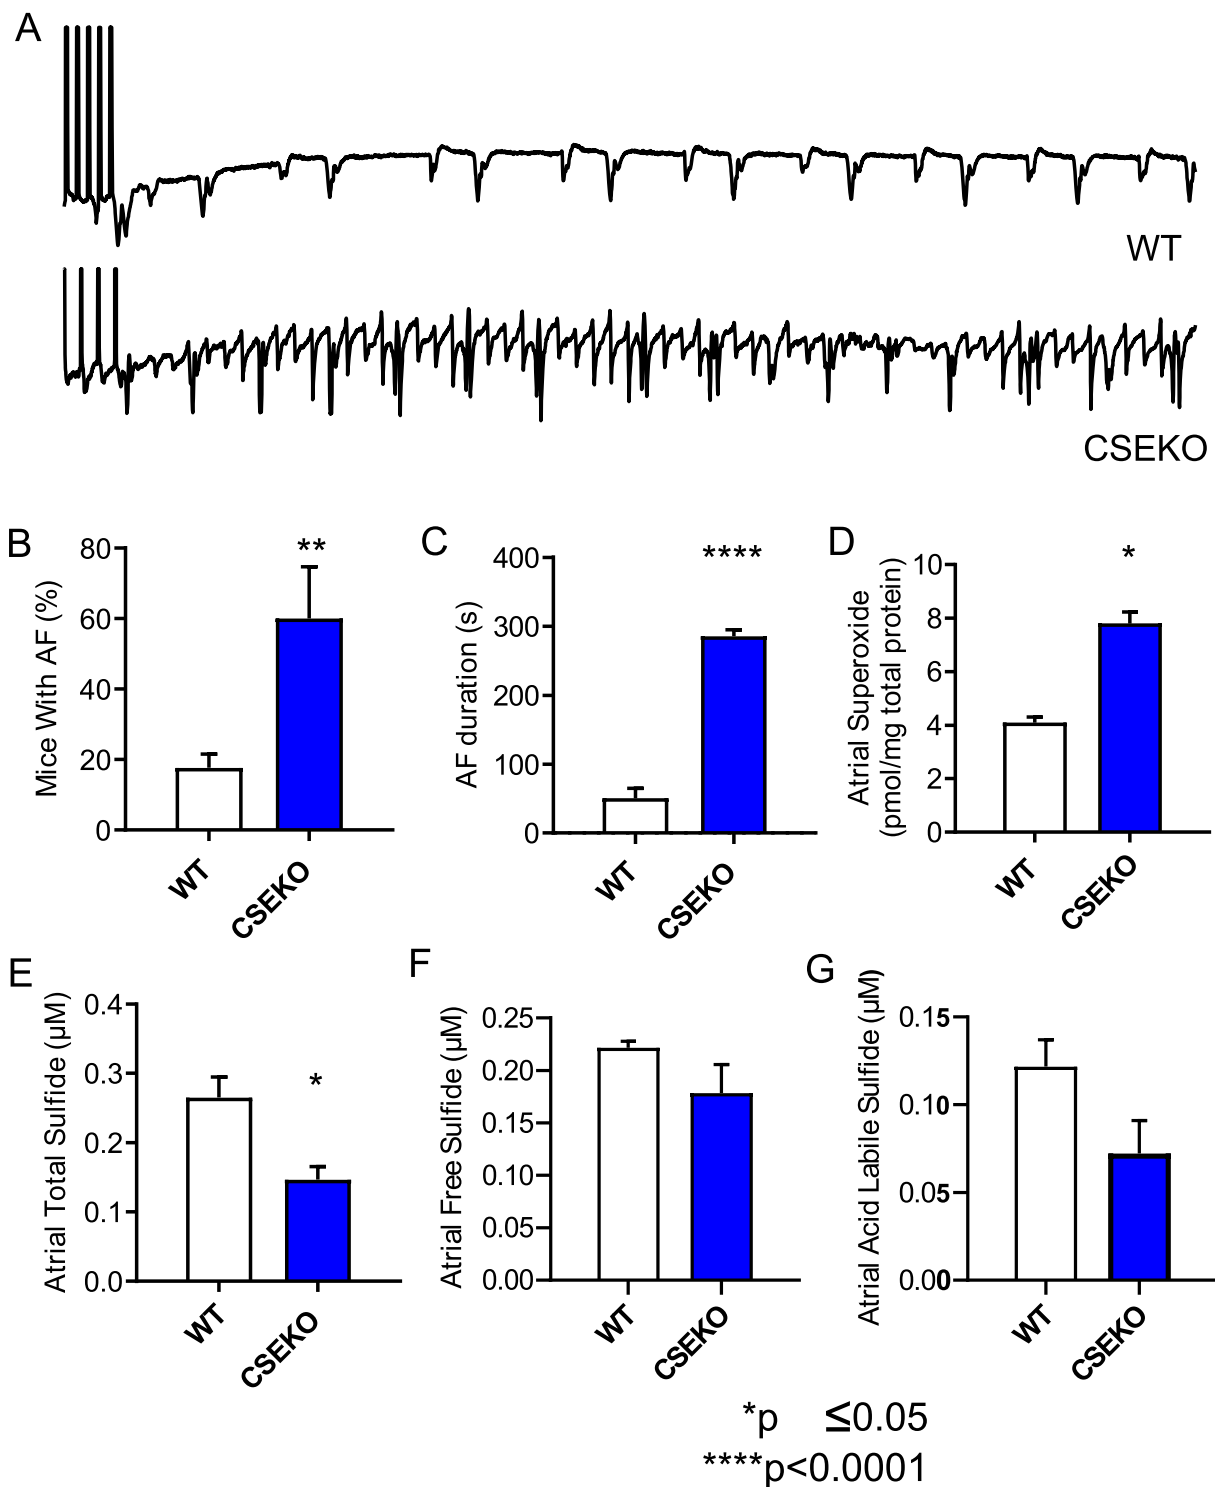 A
WT
CSEKO
B
Mice With AF (%)
80
60
40
20
0
**
WT
CSEKO
C
AF duration (s)
400
300
200
100
0
****
WT
CSEKO
D
Atrial Superoxide
(pmol/mg total protein)
10
8
6
4
2
0
*
WT
CSEKO
E
Atrial Total Sulfide (µM)
0.4
0.3
0.2
0.1
0.0
*
WT
CSEKO
F
Atrial Free Sulfide (µM)
0.25
0.20
0.15
0.10
0.05
0.00
WT
CSEKO
G
Atrial Acid Labile Sulfide (µM)
0.15
0.10
0.05
0.00
WT
CSEKO
*p ≤0.05
****p<0.0001